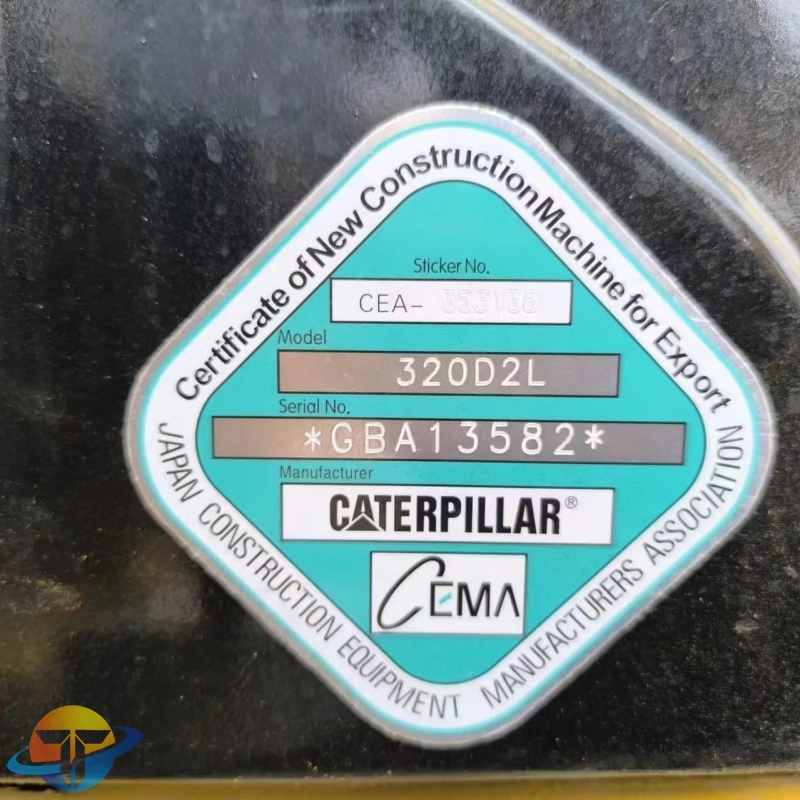 Certificate of New Construction Machine for Export
Sticker No.
CEA-
Model
320D2L
Serial No.
*GBA13582*
Manufacturer
CATERPILLAR®
CEMA
JAPAN CONSTRUCTION EQUIPMENT MANUFACTURERS ASSOCIATION